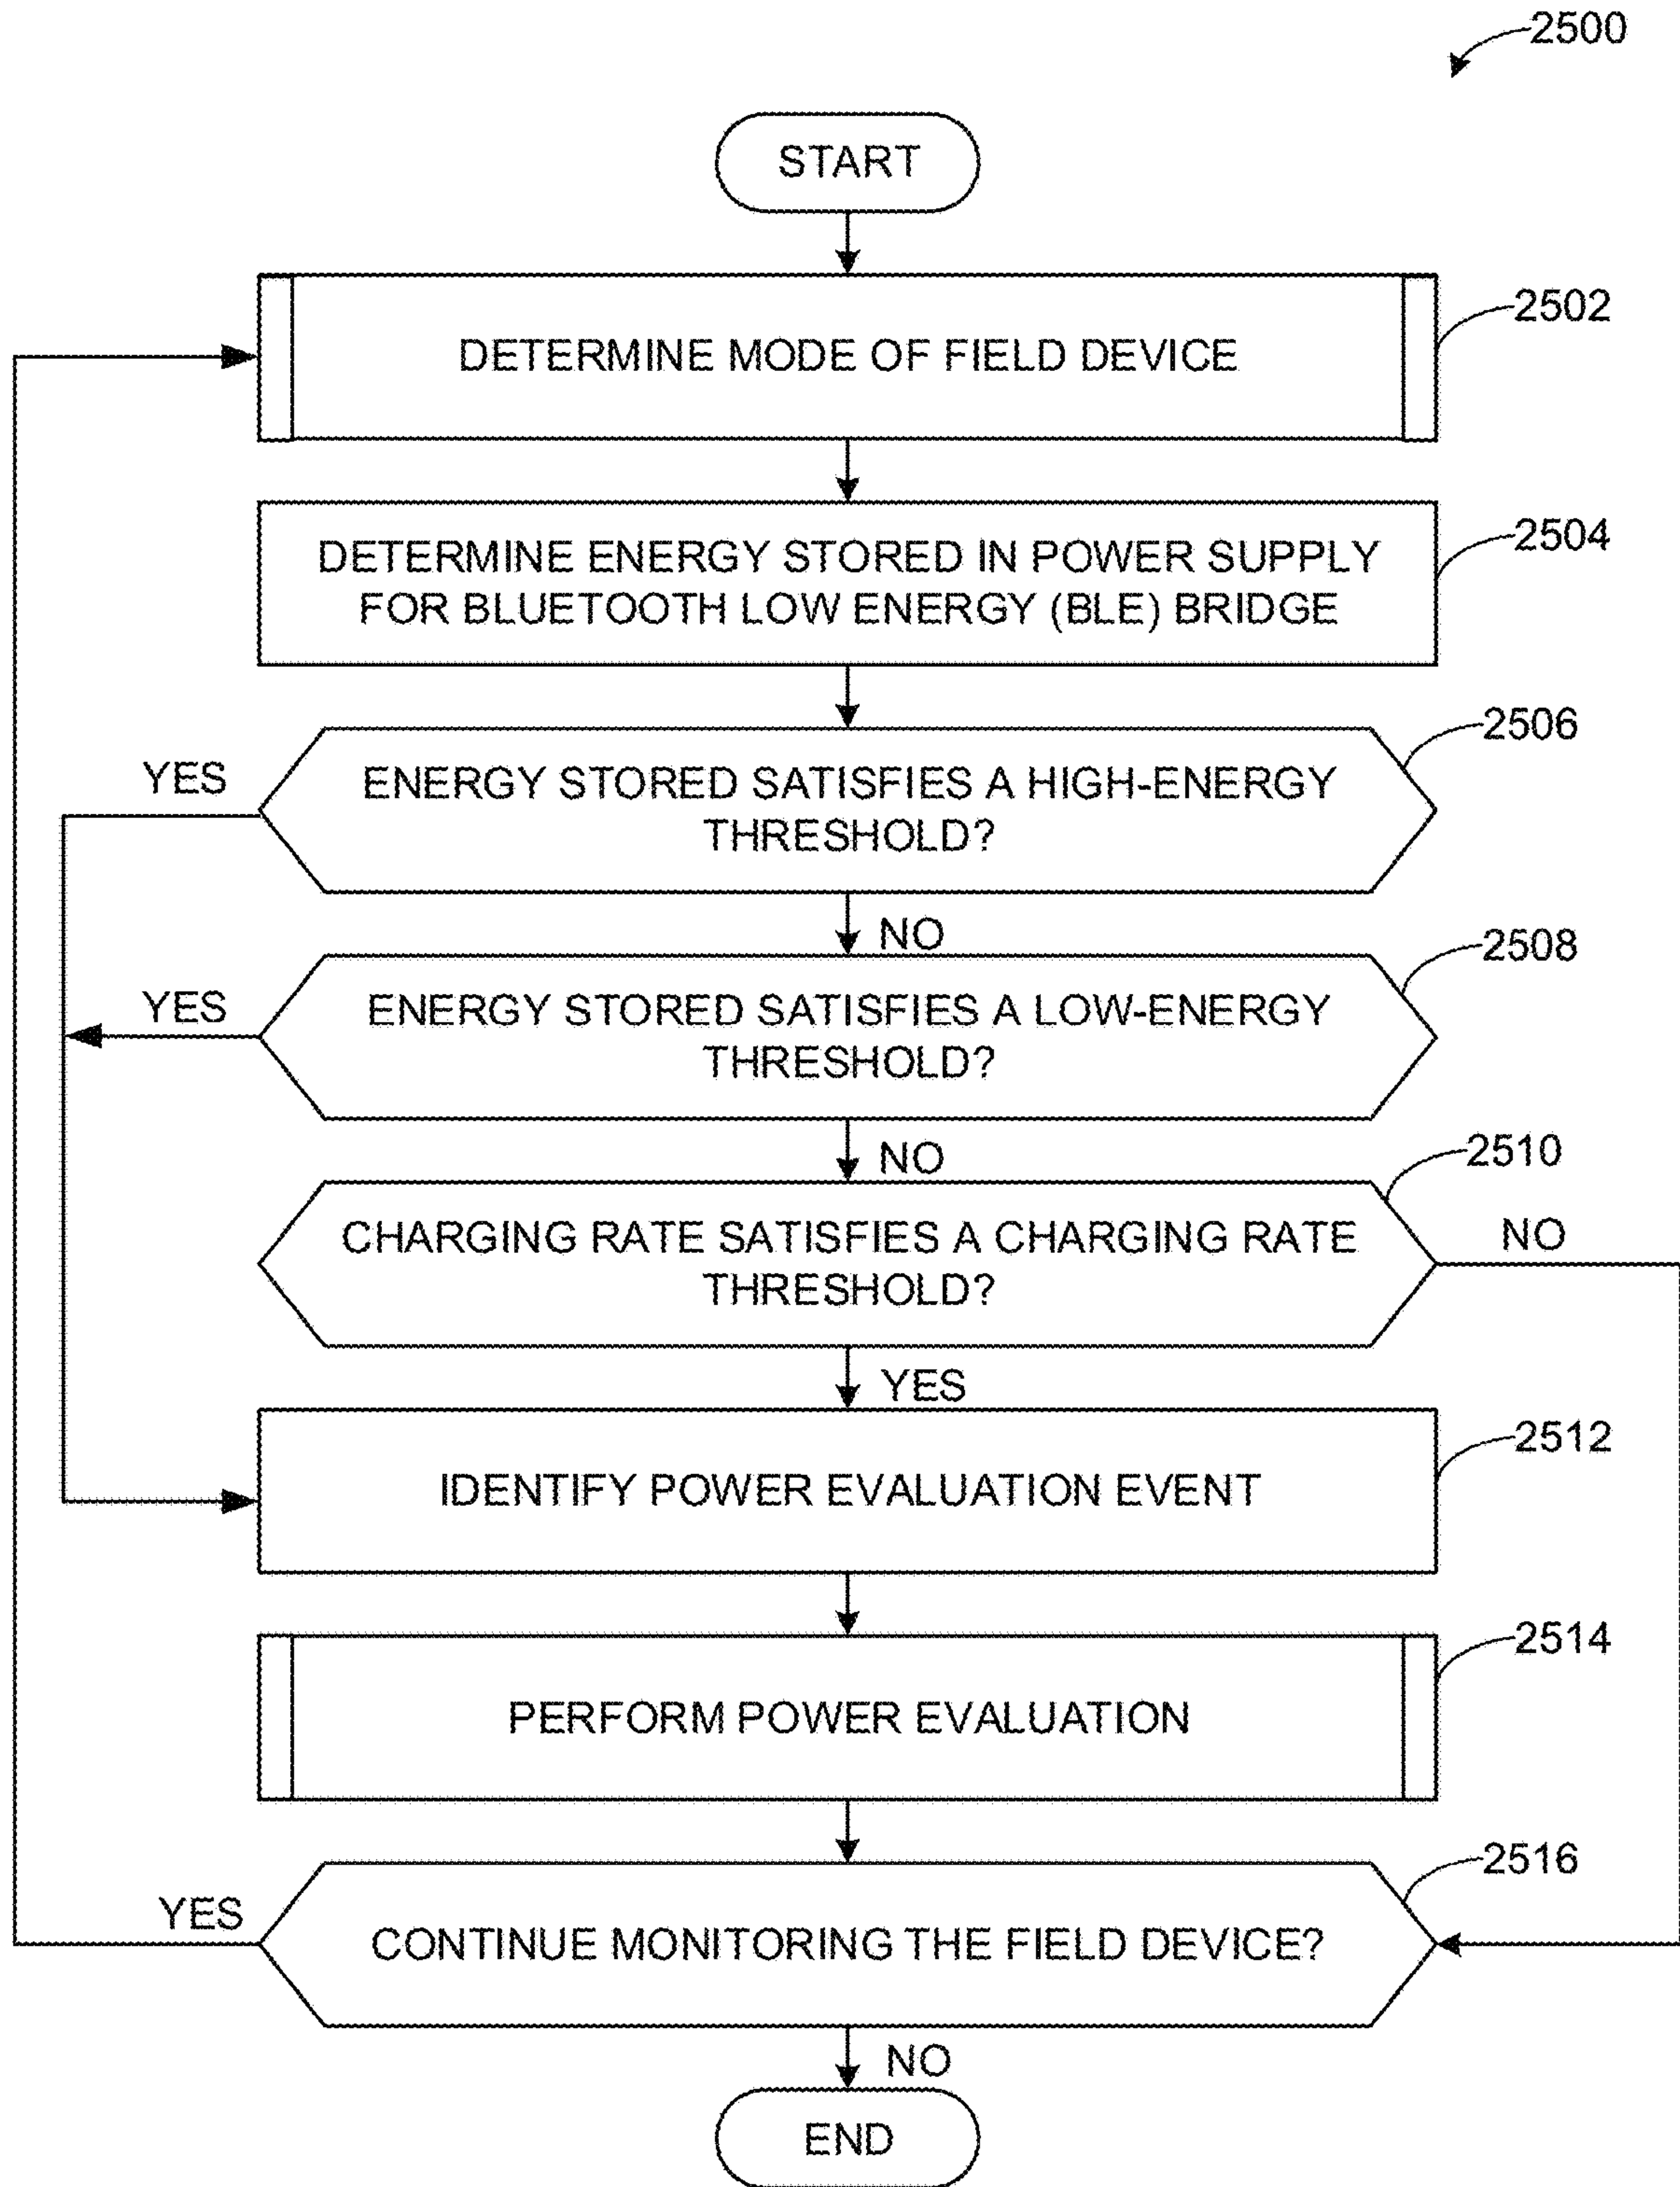 2500
START
DETERMINE MODE OF FIELD DEVICE
2502
DETERMINE ENERGY STORED IN POWER SUPPLY
FOR BLUETOOTH LOW ENERGY (BLE) BRIDGE
2504
ENERGY STORED SATISFIES A HIGH-ENERGY
THRESHOLD?
2506
YES
NO
ENERGY STORED SATISFIES A LOW-ENERGY
THRESHOLD?
2508
YES
NO
CHARGING RATE SATISFIES A CHARGING RATE
THRESHOLD?
2510
NO
YES
IDENTIFY POWER EVALUATION EVENT
2512
PERFORM POWER EVALUATION
2514
CONTINUE MONITORING THE FIELD DEVICE?
2516
YES
NO
END